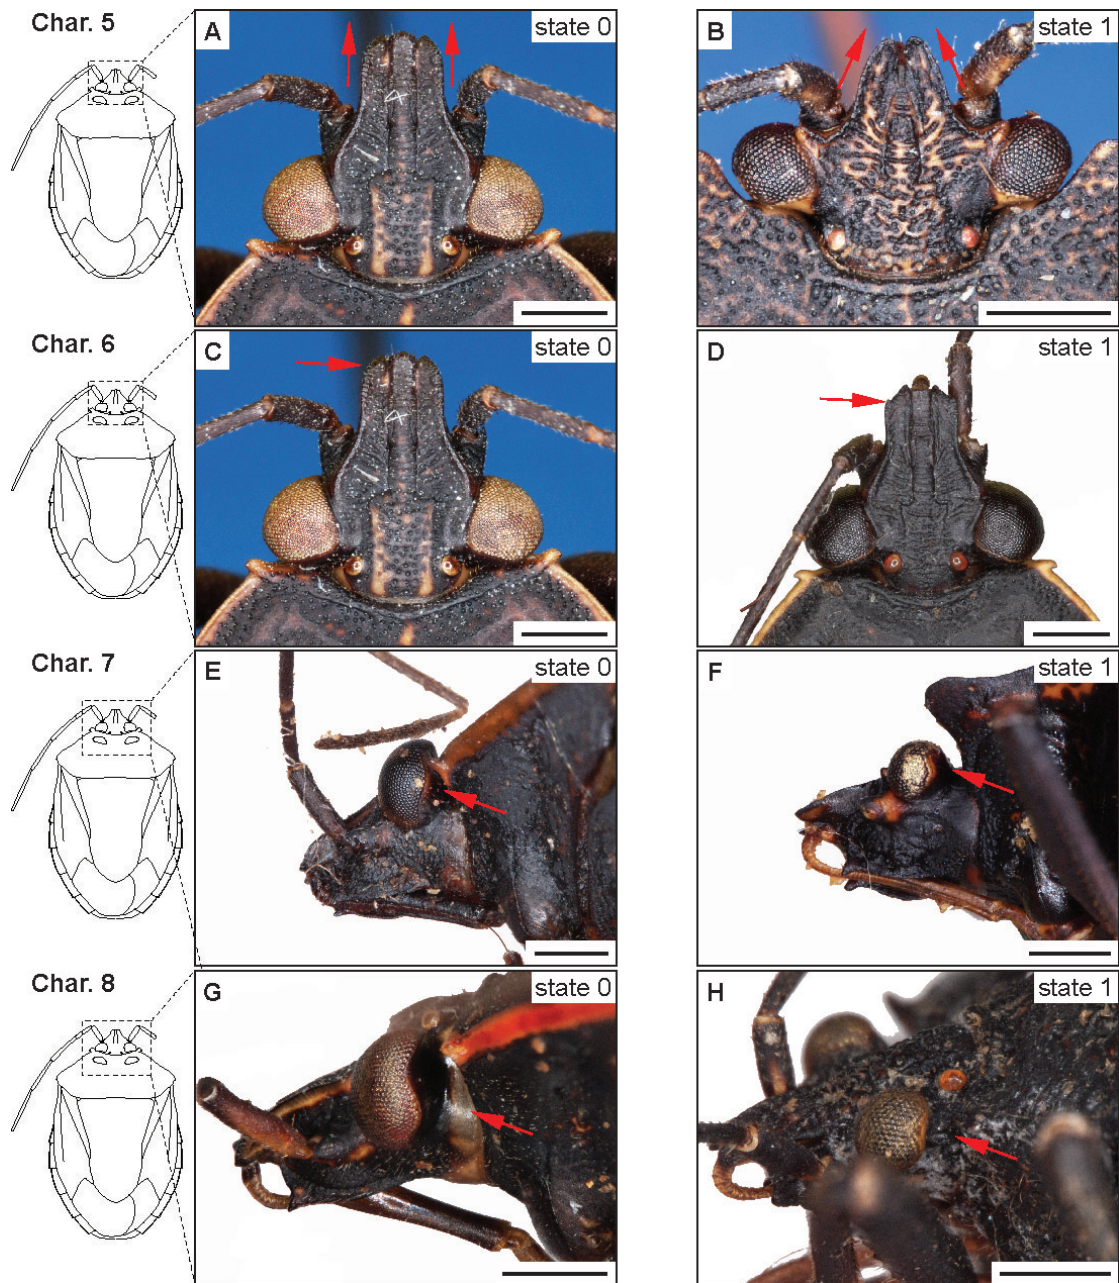 Char. 5
A state 0
B state 1
Char. 6
C state 0
D state 1
Char. 7
E state 0
F state 1
Char. 8
G state 0
H state 1